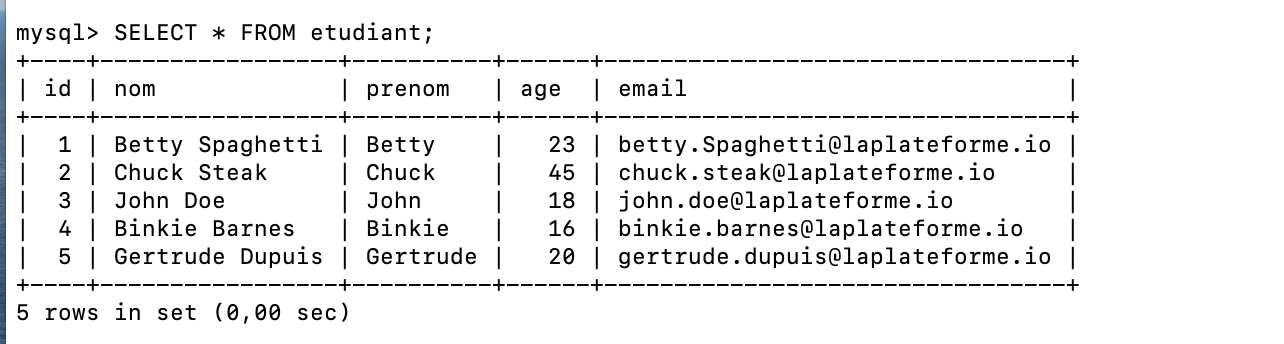 mysql> SELECT * FROM etudiant;
+----+-----------------+----------+------+---------------------------------+
| id | nom             | prenom   | age  | email                           |
+----+-----------------+----------+------+---------------------------------+
|  1 | Betty Spaghetti | Betty    |   23 | betty.Spaghetti@laplateforme.io |
|  2 | Chuck Steak     | Chuck    |   45 | chuck.steak@laplateforme.io     |
|  3 | John Doe        | John     |   18 | john.doe@laplateforme.io        |
|  4 | Binkie Barnes   | Binkie   |   16 | binkie.barnes@laplateforme.io   |
|  5 | Gertrude Dupuis | Gertrude |   20 | gertrude.dupuis@laplateforme.io |
+----+-----------------+----------+------+---------------------------------+
5 rows in set (0,00 sec)